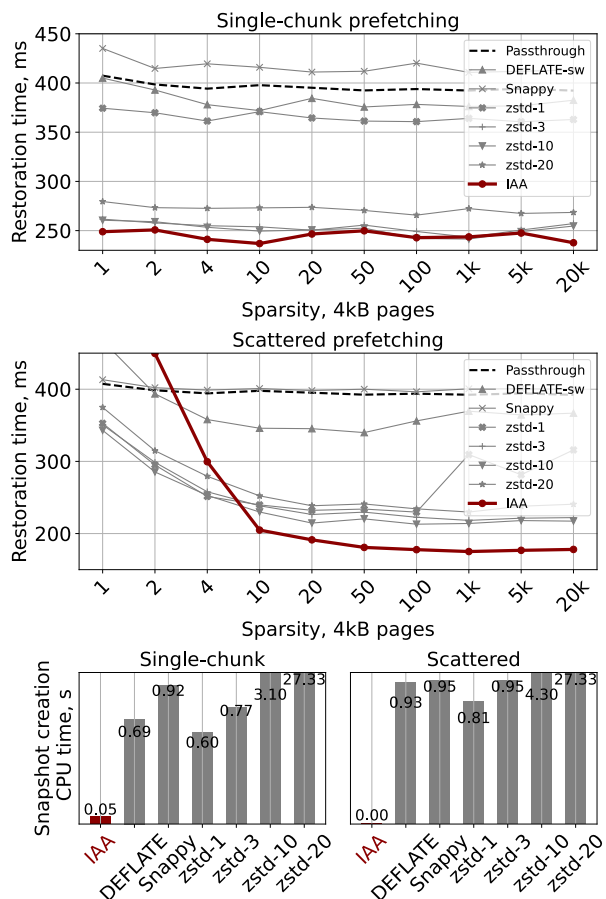 Single-chunk prefetching
Restoration time, ms
450
400
350
300
250
Passthrough
DEFLATE-sw
Snappy
zstd-1
zstd-3
zstd-10
zstd-20
IAA
1 2 4 10 20 50 100 1k 5k 20k
Sparsity, 4kB pages
Scattered prefetching
Restoration time, ms
400
300
200
Passthrough
DEFLATE-sw
Snappy
zstd-1
zstd-3
zstd-10
zstd-20
IAA
1 2 4 10 20 50 100 1k 5k 20k
Sparsity, 4kB pages
Snapshot creation
CPU time, s
Single-chunk
0.05 0.69 0.92 0.60 0.77 3.10 27.33
IAA DEFLATE Snappy zstd-1 zstd-3 zstd-10 zstd-20
Scattered
0.00 0.93 0.95 0.81 0.95 4.30 27.33
IAA DEFLATE Snappy zstd-1 zstd-3 zstd-10 zstd-20